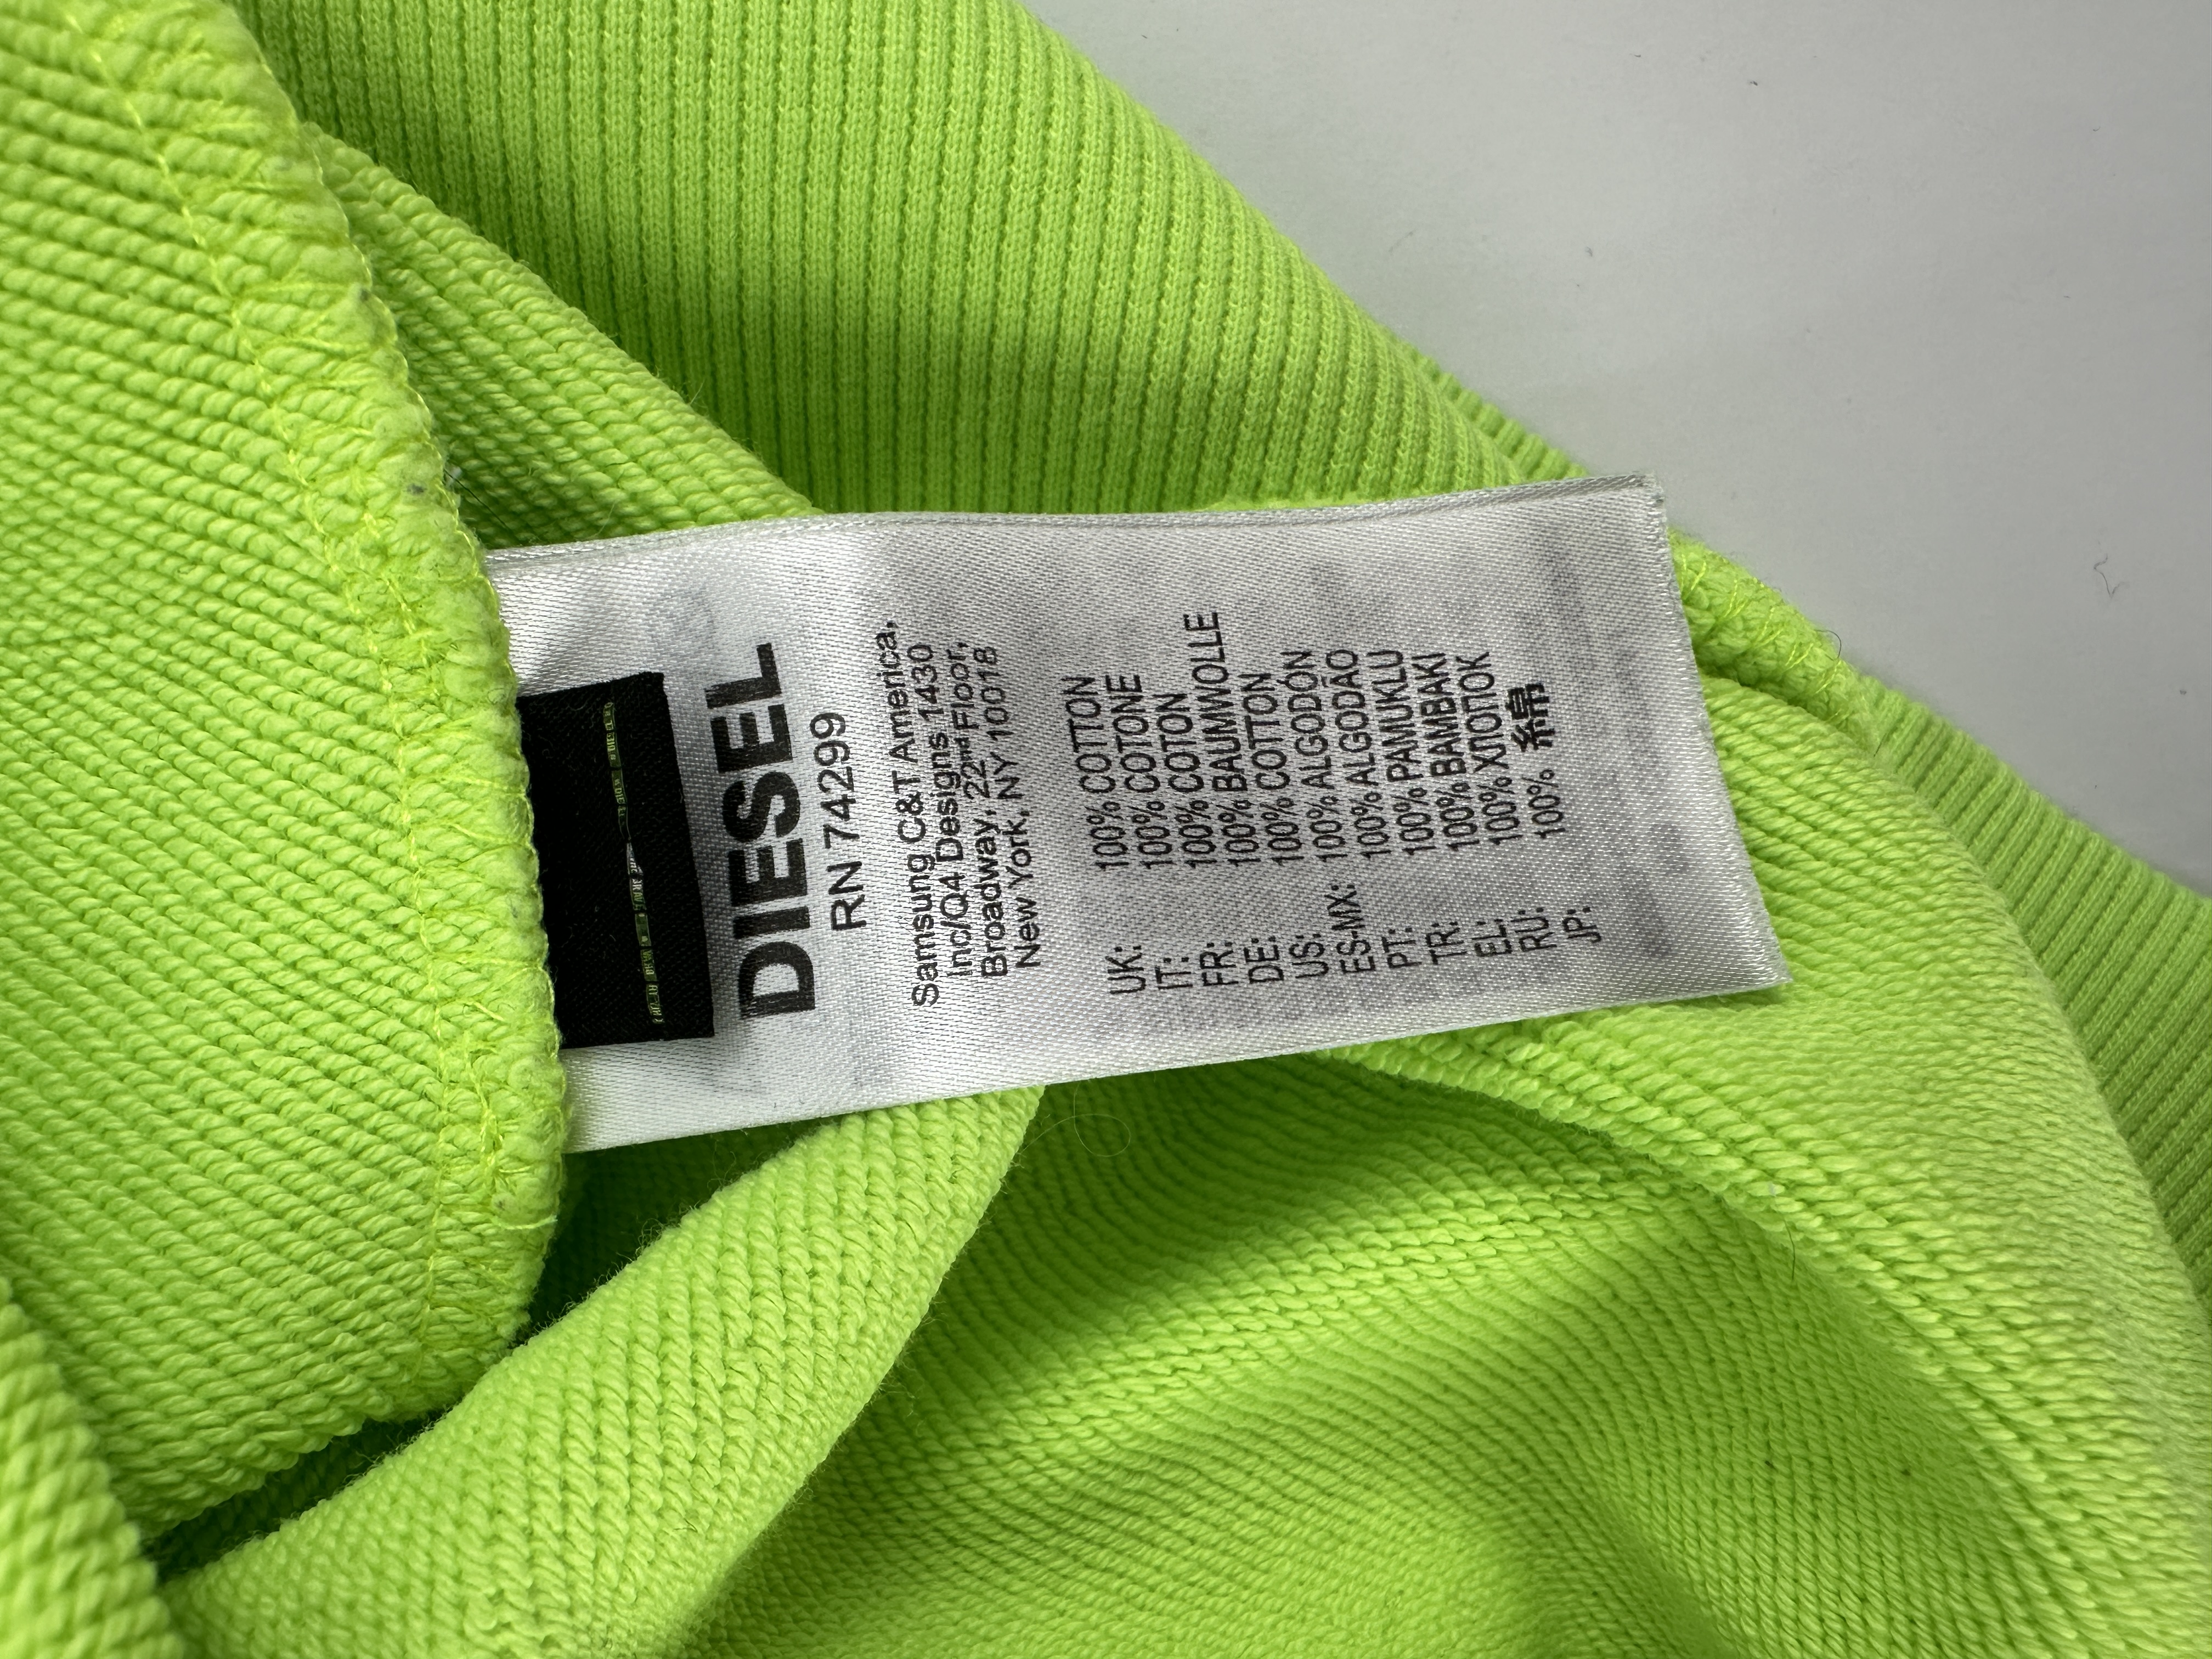 DIESEL
RN 74299
Samsung C&T America,
Inc/Q4 Designs 1430
Broadway, 22nd Floor,
New York, NY 10018
UK: 100% COTTON
IT: 100% COTONE
FR: 100% COTON
DE: 100% BAUMWOLLE
US: 100% COTTON
ES-MX: 100% ALGODÓN
PT: 100% ALGODÃO
TR: 100% PAMUKLU
EL: 100% BAMBAKI
RU: 100% ХЛОПОК
JP: 100% 綿